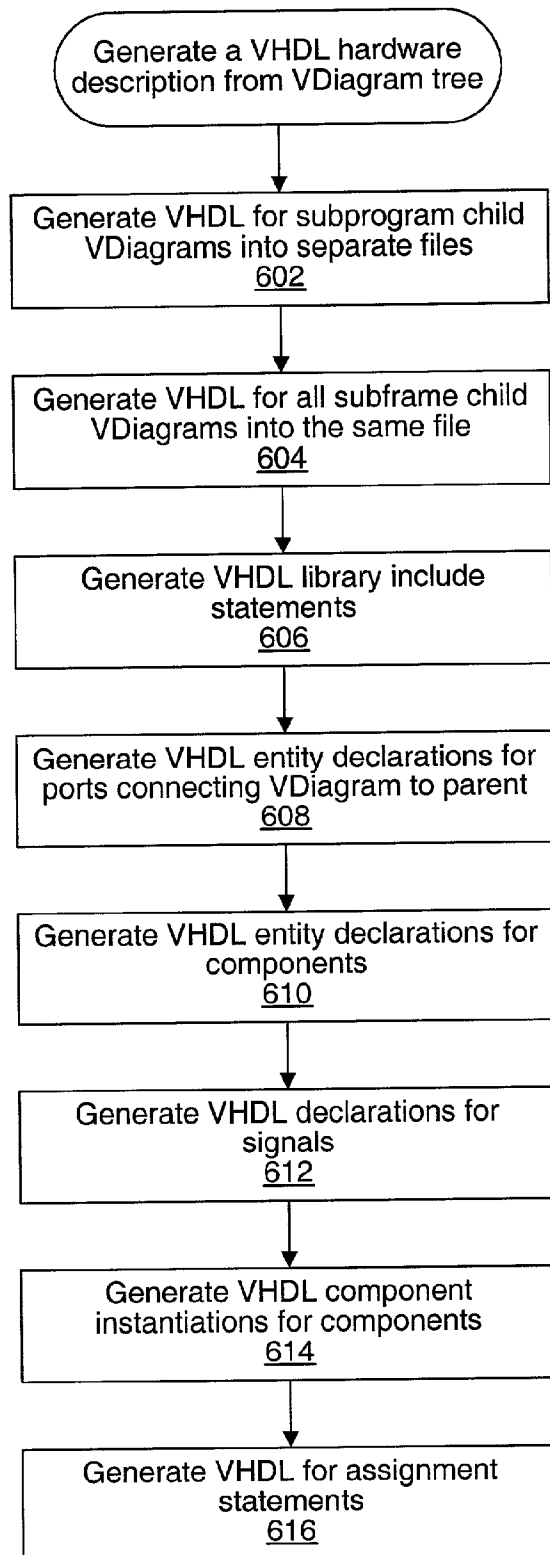 Generate a VHDL hardware
description from VDiagram tree
Generate VHDL for subprogram child
VDiagrams into separate files
602
Generate VHDL for all subframe child
VDiagrams into the same file
604
Generate VHDL library include
statements
606
Generate VHDL entity declarations for
ports connecting VDiagram to parent
608
Generate VHDL entity declarations for
components
610
Generate VHDL declarations for
signals
612
Generate VHDL component
instantiations for components
614
Generate VHDL for assignment
statements
616